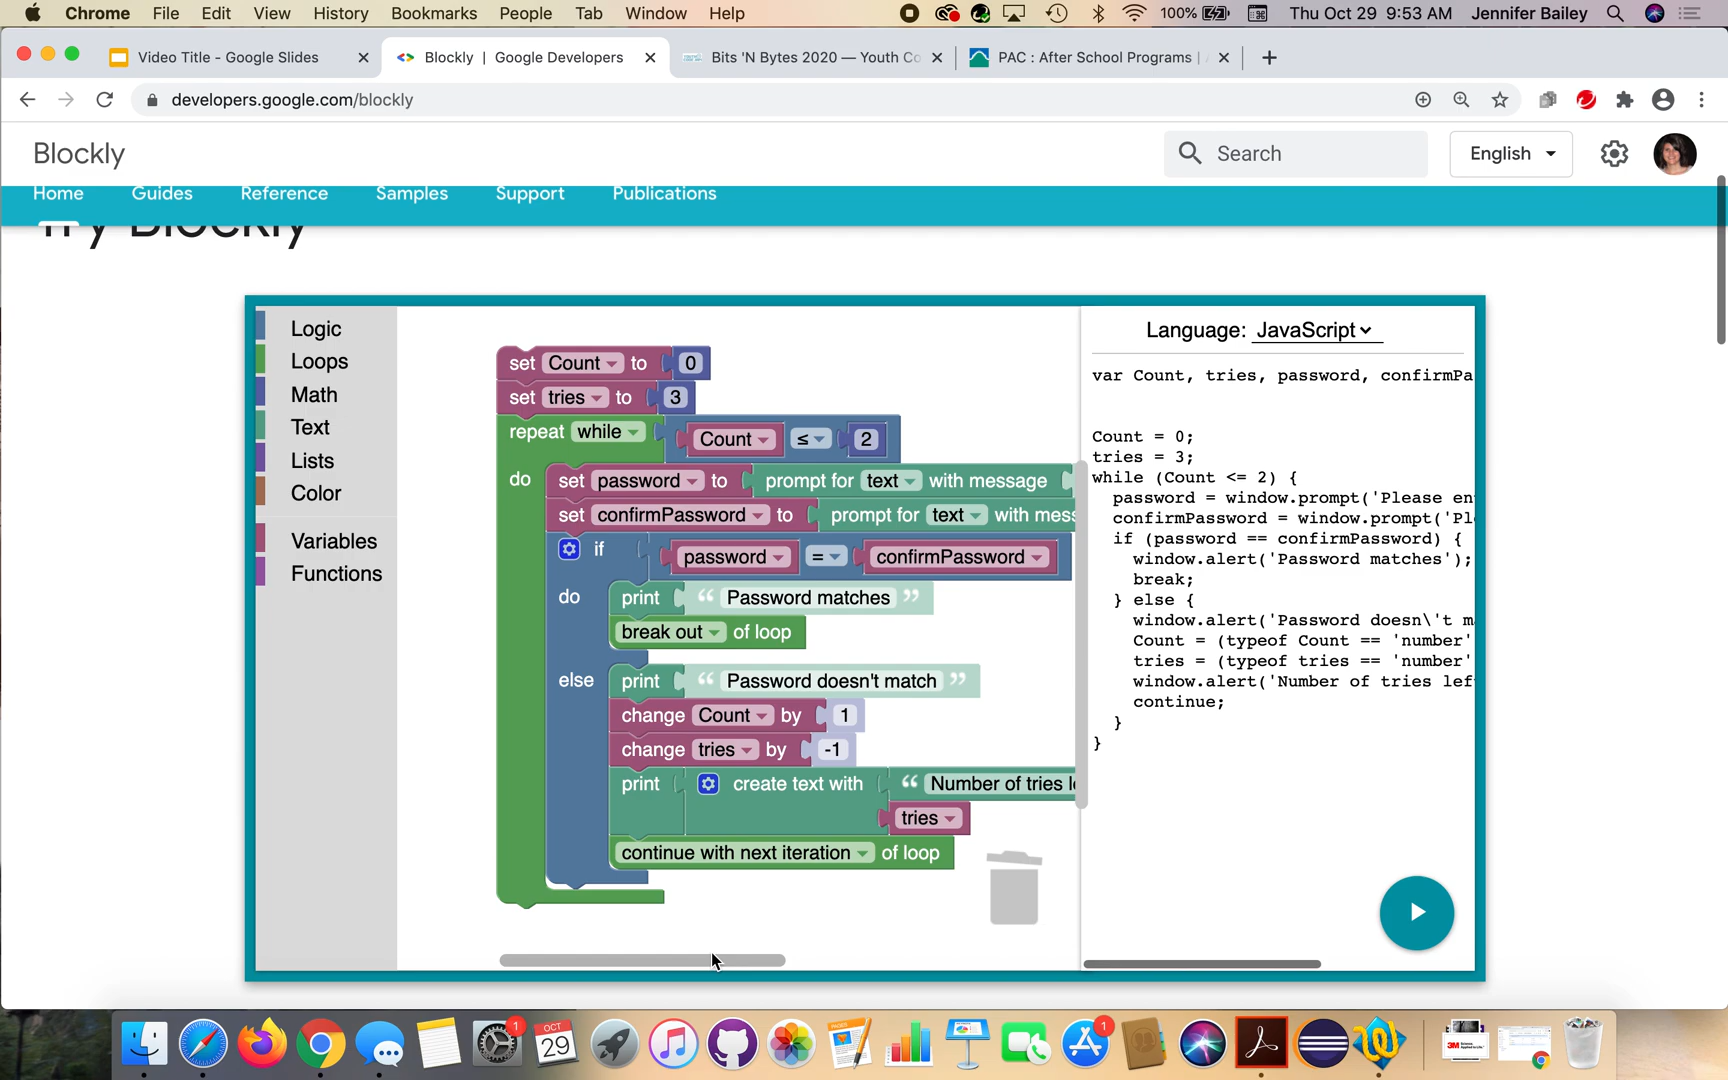 Chrome File Edit View History Bookmarks People Tab Window Help 100% Thu Oct 29 9:53 AM Jennifer Bailey
Video Title - Google Slides
Blockly | Google Developers
Bits 'N Bytes 2020 — Youth Co
PAC : After School Programs |
developers.google.com/blockly
Blockly
Search
English
Home Guides Reference Samples Support Publications
Try Blockly
Logic
Loops
Math
Text
Lists
Color
Variables
Functions
set Count to 0
set tries to 3
repeat while Count ≤ 2
do set password to prompt for text with message
set confirmPassword to prompt for text with mess
if password = confirmPassword
do print “ Password matches ”
break out of loop
else print “ Password doesn't match ”
change Count by 1
change tries by -1
print create text with “ Number of tries le
tries
continue with next iteration of loop
Language: JavaScript
var Count, tries, password, confirmPa
Count = 0;
tries = 3;
while (Count <= 2) {
password = window.prompt('Please en
confirmPassword = window.prompt('Pl
if (password == confirmPassword) {
window.alert('Password matches');
break;
} else {
window.alert('Password doesn\'t m
Count = (typeof Count == 'number'
tries = (typeof tries == 'number'
window.alert('Number of tries lef
continue;
}
}
1
OCT
29
1
3M